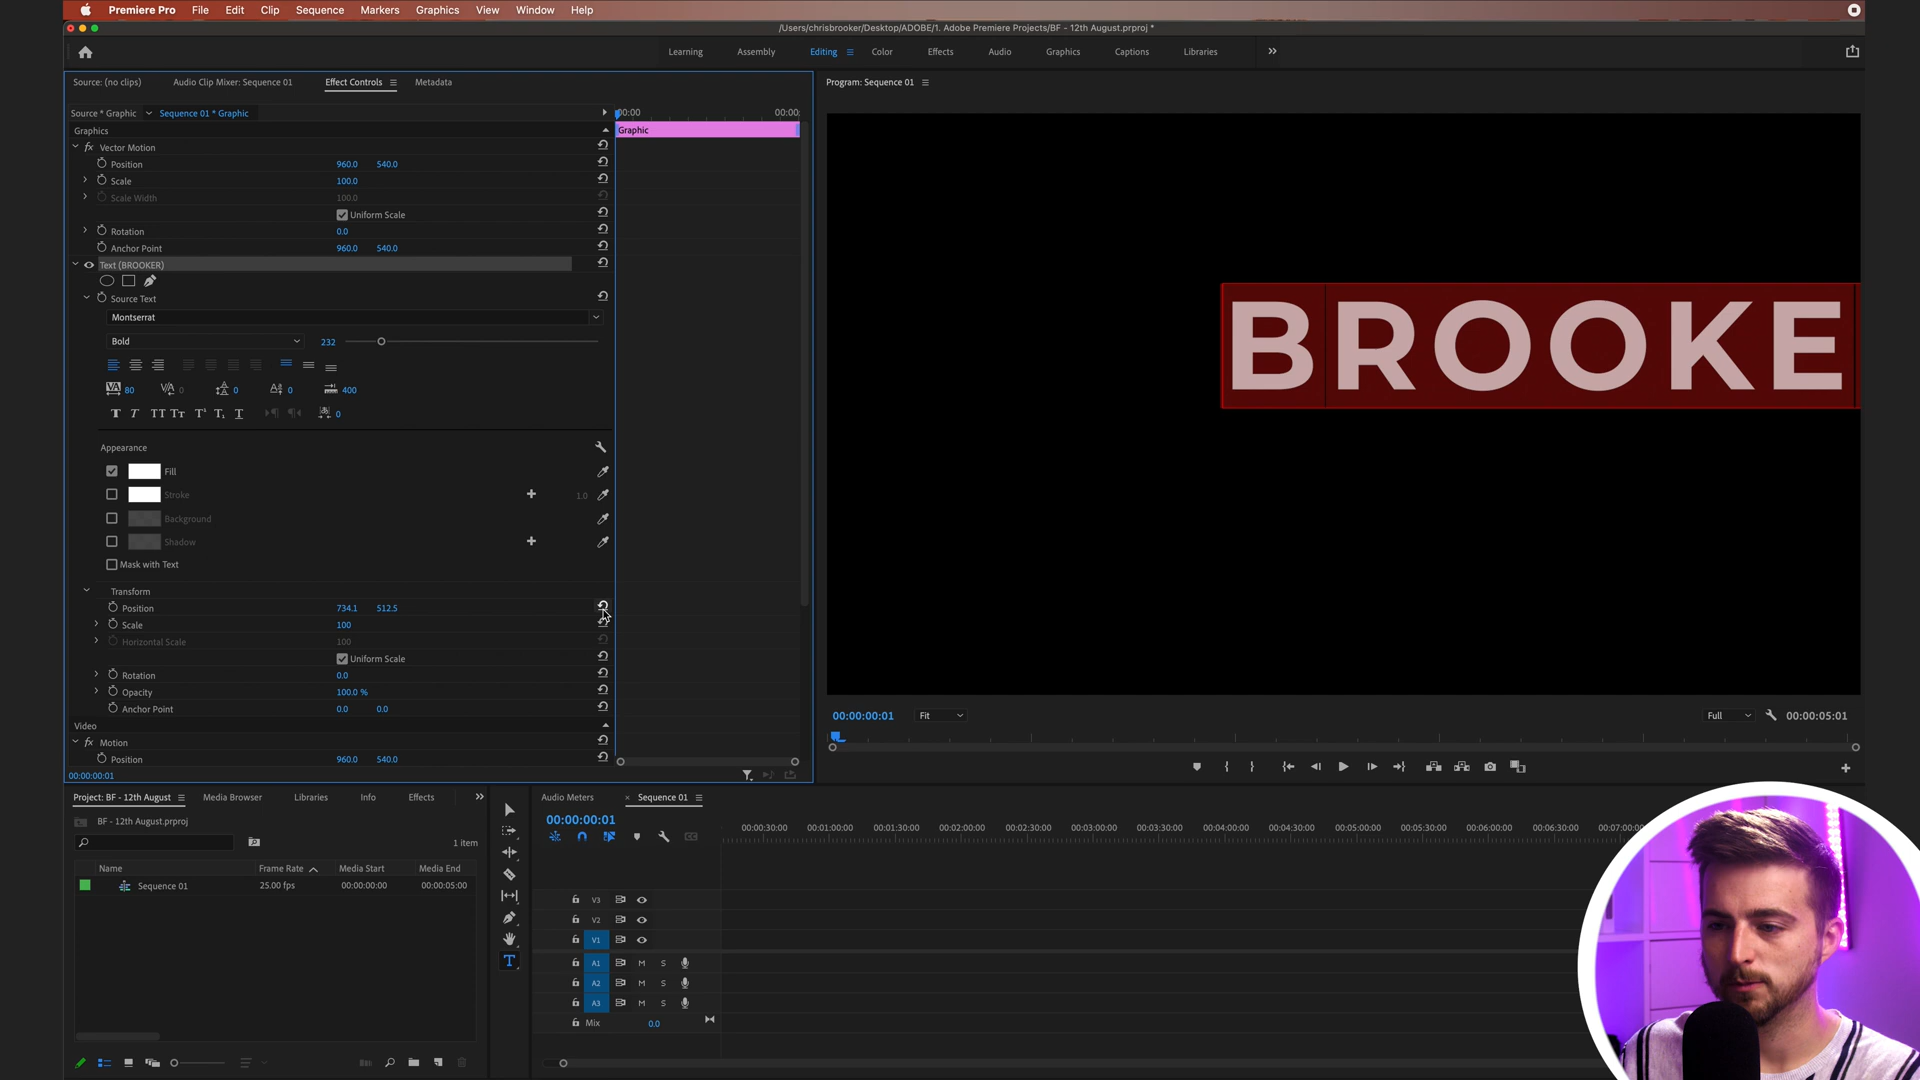 Premiere Pro File Edit Clip Sequence Markers Graphics View Window Help
/Users/chrisbrooker/Desktop/ADOBE/1. Adobe Premiere Projects/BF - 12th August.prproj *
Learning Assembly Editing Color Effects Audio Graphics Captions Libraries
Source: (no clips) Audio Clip Mixer: Sequence 01 Effect Controls Metadata
Program: Sequence 01
Source * Graphic Sequence 01 * Graphic
00:00 00:00:
Graphics
Graphic
Vector Motion
Position 960.0 540.0
Scale 100.0
Scale Width 100.0
Uniform Scale
Rotation 0.0
Anchor Point 960.0 540.0
Text (BROOKER)
Source Text
Montserrat
Bold 232
VA 80 V/A 0 0 0 400
T T TT Tt T¹ T₁ T 0
Appearance
Fill
Stroke 1.0
Background
Shadow
Mask with Text
Transform
Position 734.1 512.5
Scale 100
Horizontal Scale 100
Uniform Scale
Rotation 0.0
Opacity 100.0 %
Anchor Point 0.0 0.0
Video
Motion
Position 960.0 540.0
00:00:00:01
BROOKE
00:00:00:01 Fit Full 00:00:05:01
Project: BF - 12th August Media Browser Libraries Info Effects
BF - 12th August.prproj
1 item
Name Frame Rate Media Start Media End
Sequence 01 25.00 fps 00:00:00:00 00:00:05:00
T
Audio Meters × Sequence 01
00:00:00:01
00:00:30:00 00:01:00:00 00:01:30:00 00:02:00:00 00:02:30:00 00:03:00:00 00:03:30:00 00:04:00:00 00:04:30:00 00:05:00:00 00:05:30:00 00:06:00:00 00:06:30:00 00:07:00:00
V3
V2
V1
A1 M S
A2 M S
A3 M S
Mix 0.0